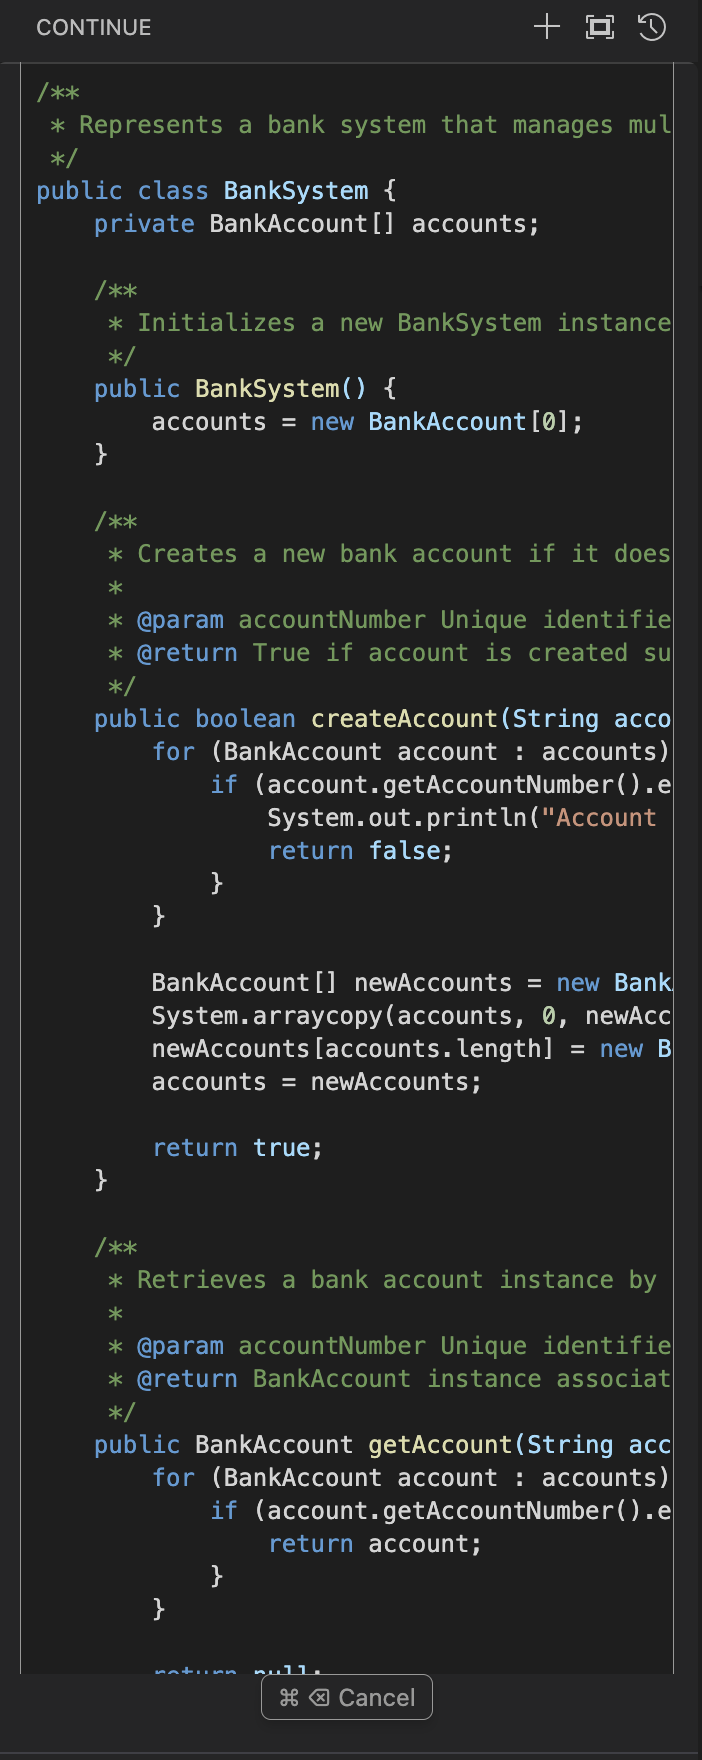 CONTINUE
/**
 * Represents a bank system that manages mul
 */
public class BankSystem {
    private BankAccount[] accounts;

    /**
     * Initializes a new BankSystem instance
     */
    public BankSystem() {
        accounts = new BankAccount[0];
    }

    /**
     * Creates a new bank account if it does
     *
     * @param accountNumber Unique identifie
     * @return True if account is created su
     */
    public boolean createAccount(String acco
        for (BankAccount account : accounts)
            if (account.getAccountNumber().e
                System.out.println("Account
                return false;
            }
        }

        BankAccount[] newAccounts = new Bank
        System.arraycopy(accounts, 0, newAcc
        newAccounts[accounts.length] = new B
        accounts = newAccounts;

        return true;
    }

    /**
     * Retrieves a bank account instance by
     *
     * @param accountNumber Unique identifie
     * @return BankAccount instance associat
     */
    public BankAccount getAccount(String acc
        for (BankAccount account : accounts)
            if (account.getAccountNumber().e
                return account;
            }
        }

        return null;
⌘ ⌫ Cancel